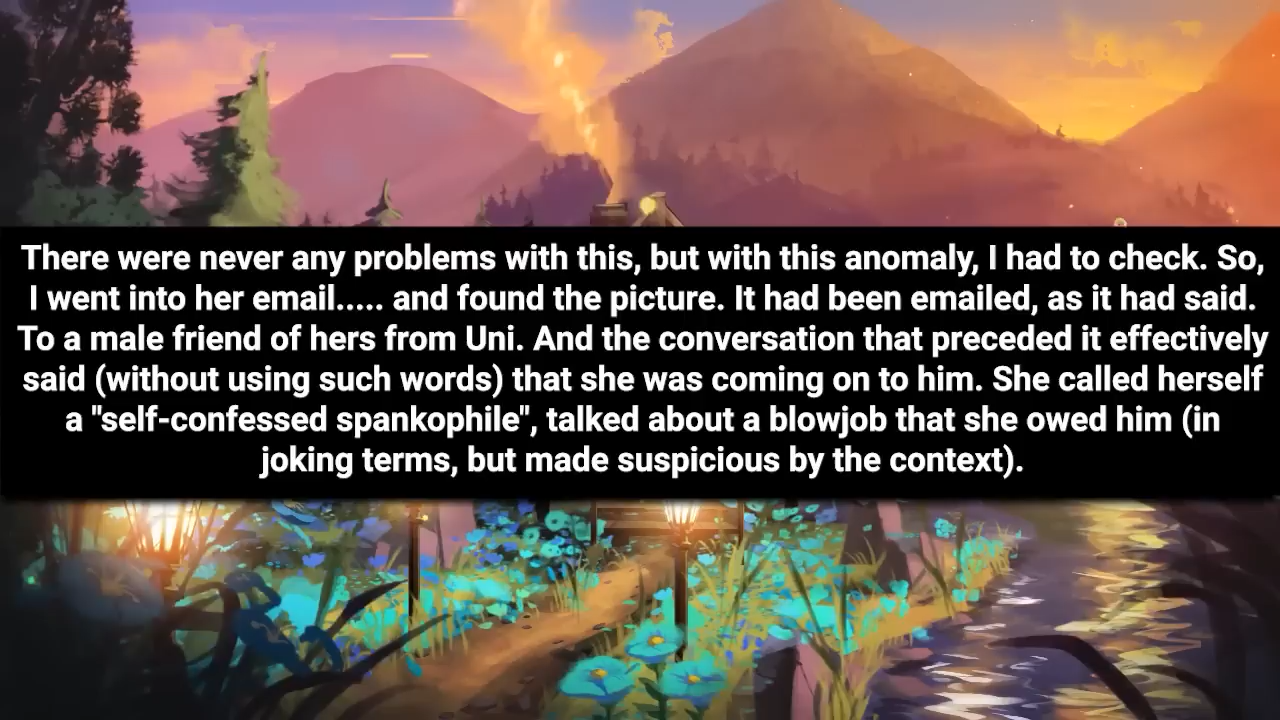 There were never any problems with this, but with this anomaly, I had to check. So,
I went into her email..... and found the picture. It had been emailed, as it had said.
To a male friend of hers from Uni. And the conversation that preceded it effectively
said (without using such words) that she was coming on to him. She called herself
a "self-confessed spankophile", talked about a blowjob that she owed him (in
joking terms, but made suspicious by the context).